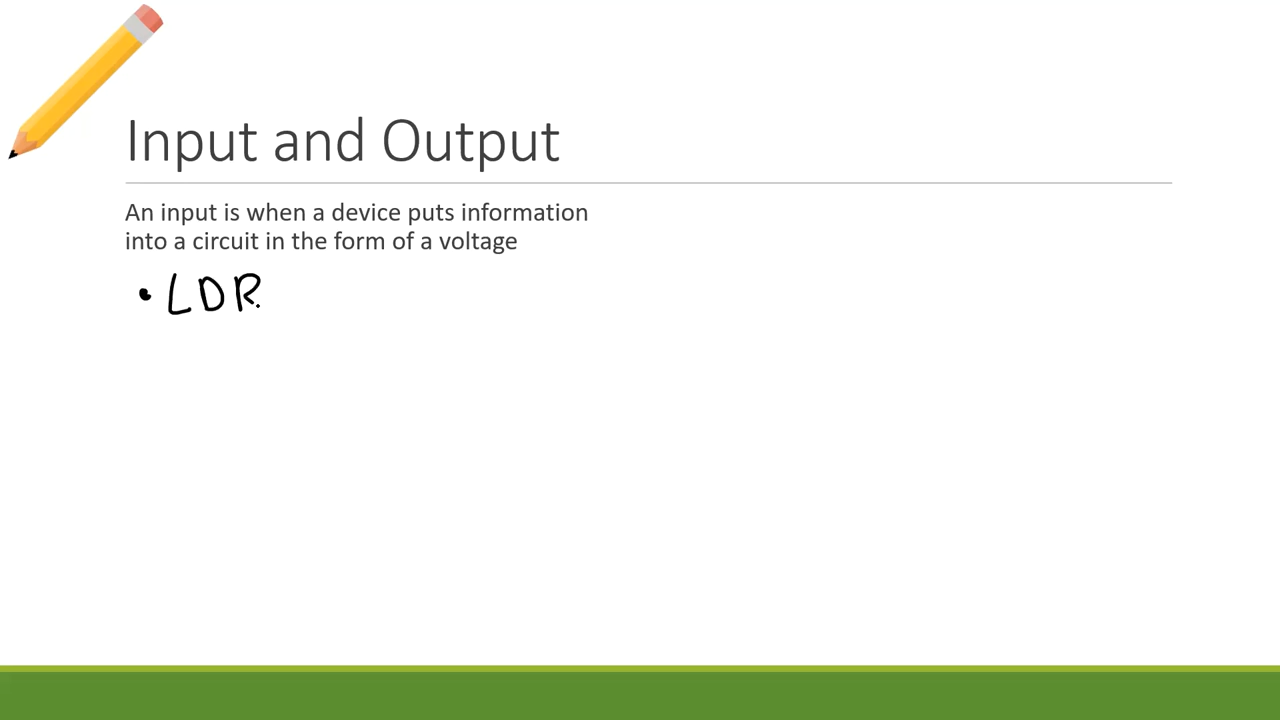 Input and Output
An input is when a device puts information
into a circuit in the form of a voltage
• LDR